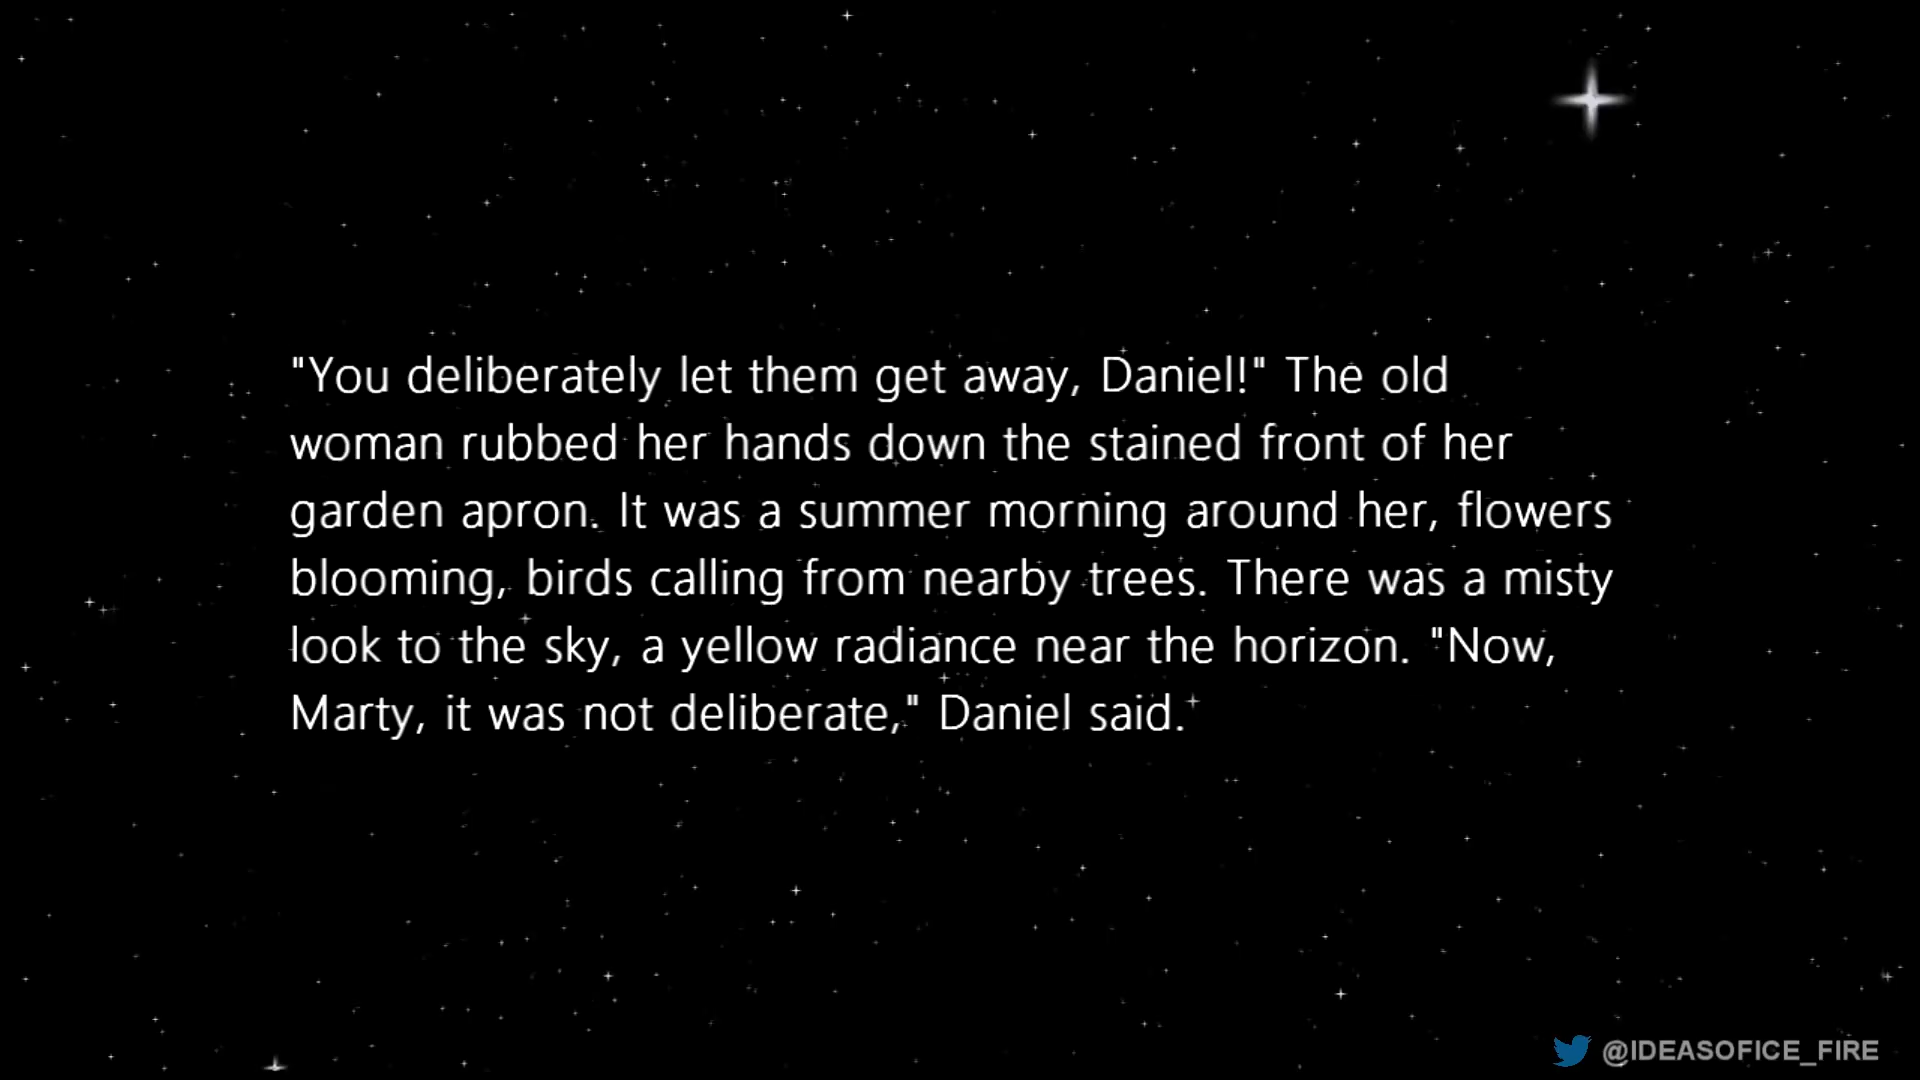 "You deliberately let them get away, Daniel!" The old
woman rubbed her hands down the stained front of her
garden apron. It was a summer morning around her, flowers
blooming, birds calling from nearby trees. There was a misty
look to the sky, a yellow radiance near the horizon. "Now,
Marty, it was not deliberate," Daniel said.
@IDEASOFICE_FIRE